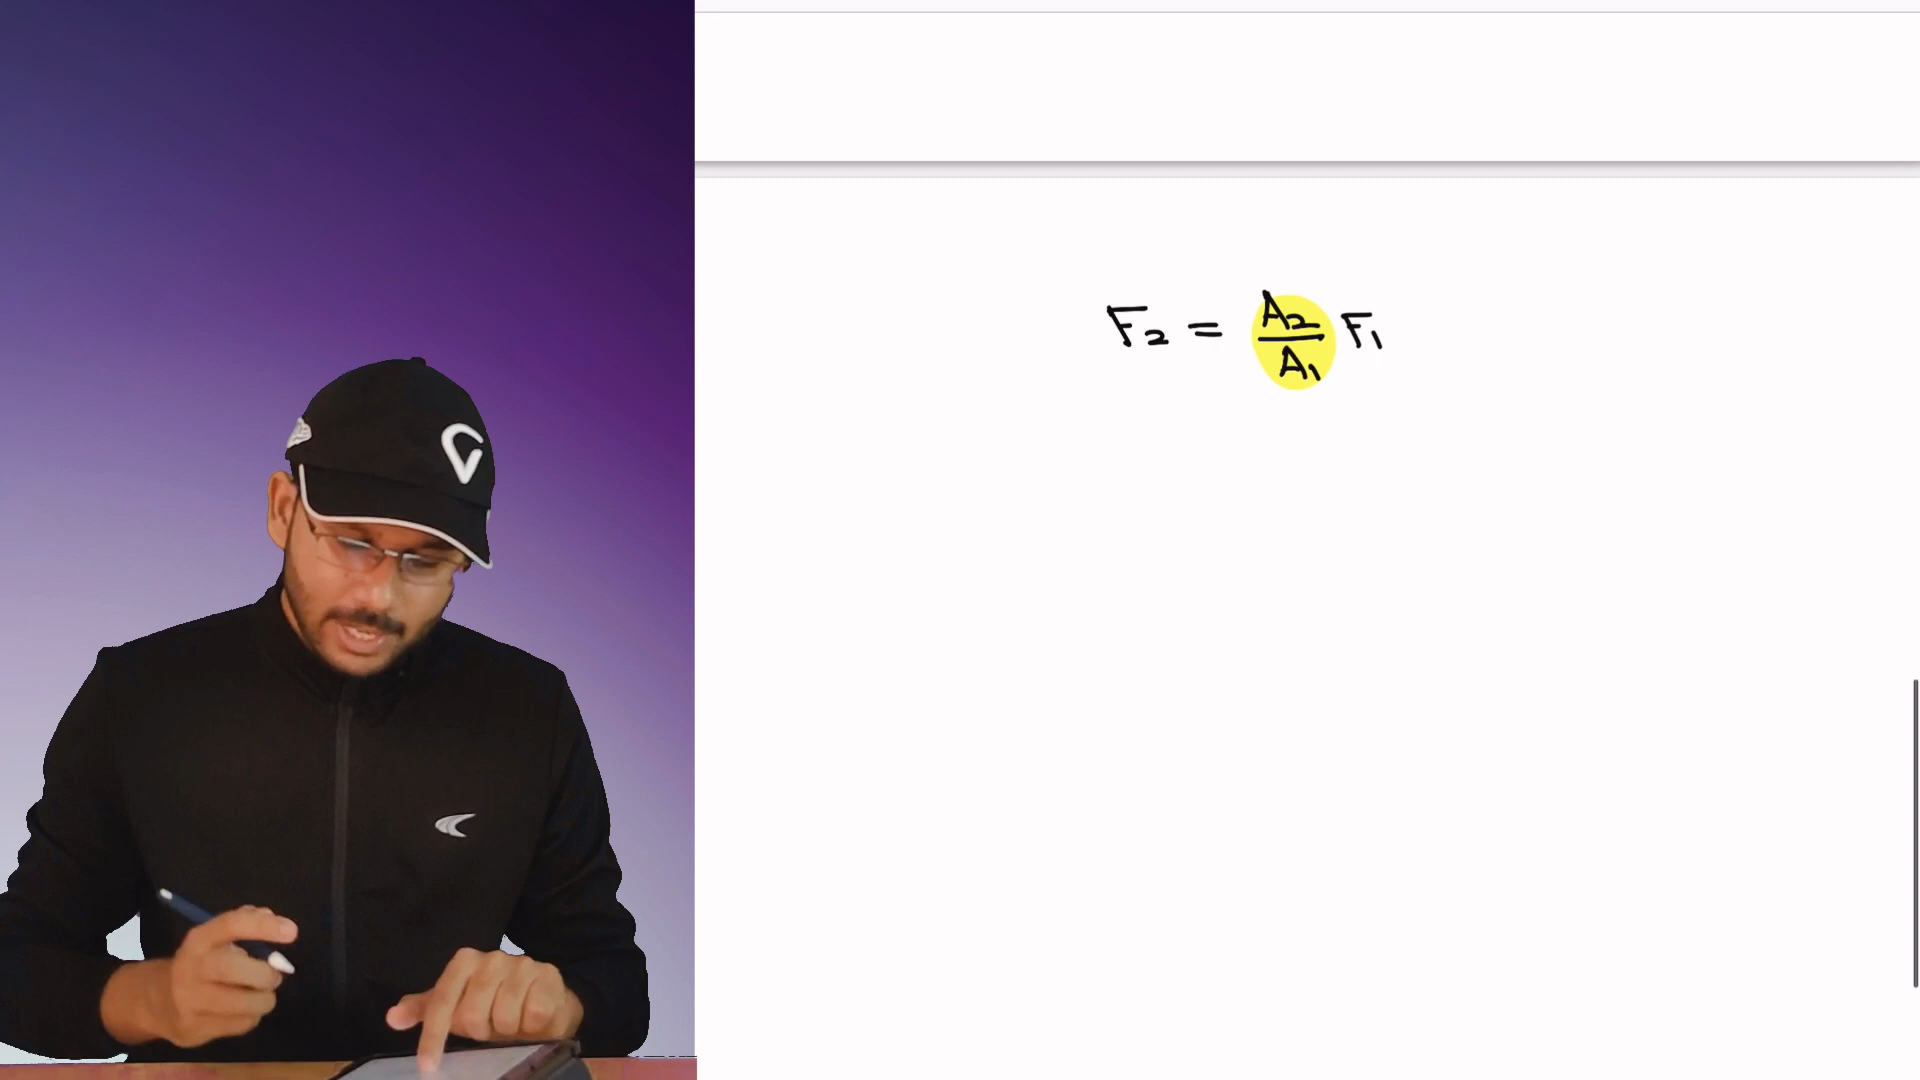 F₂ = A₂/A₁ F₁